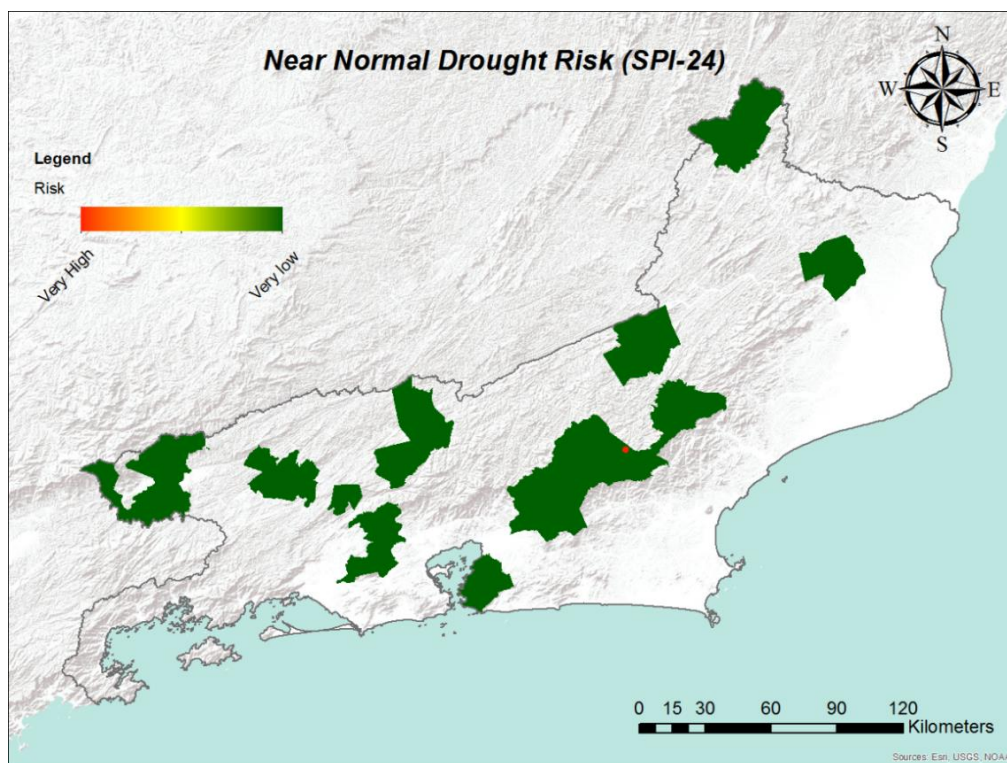 Near Normal Drought Risk (SPI-24)
N
W
E
S
Legend
Risk
Very High
Very low
0 15 30 60 90 120
Kilometers
Sources: Esri, USGS, NOAA